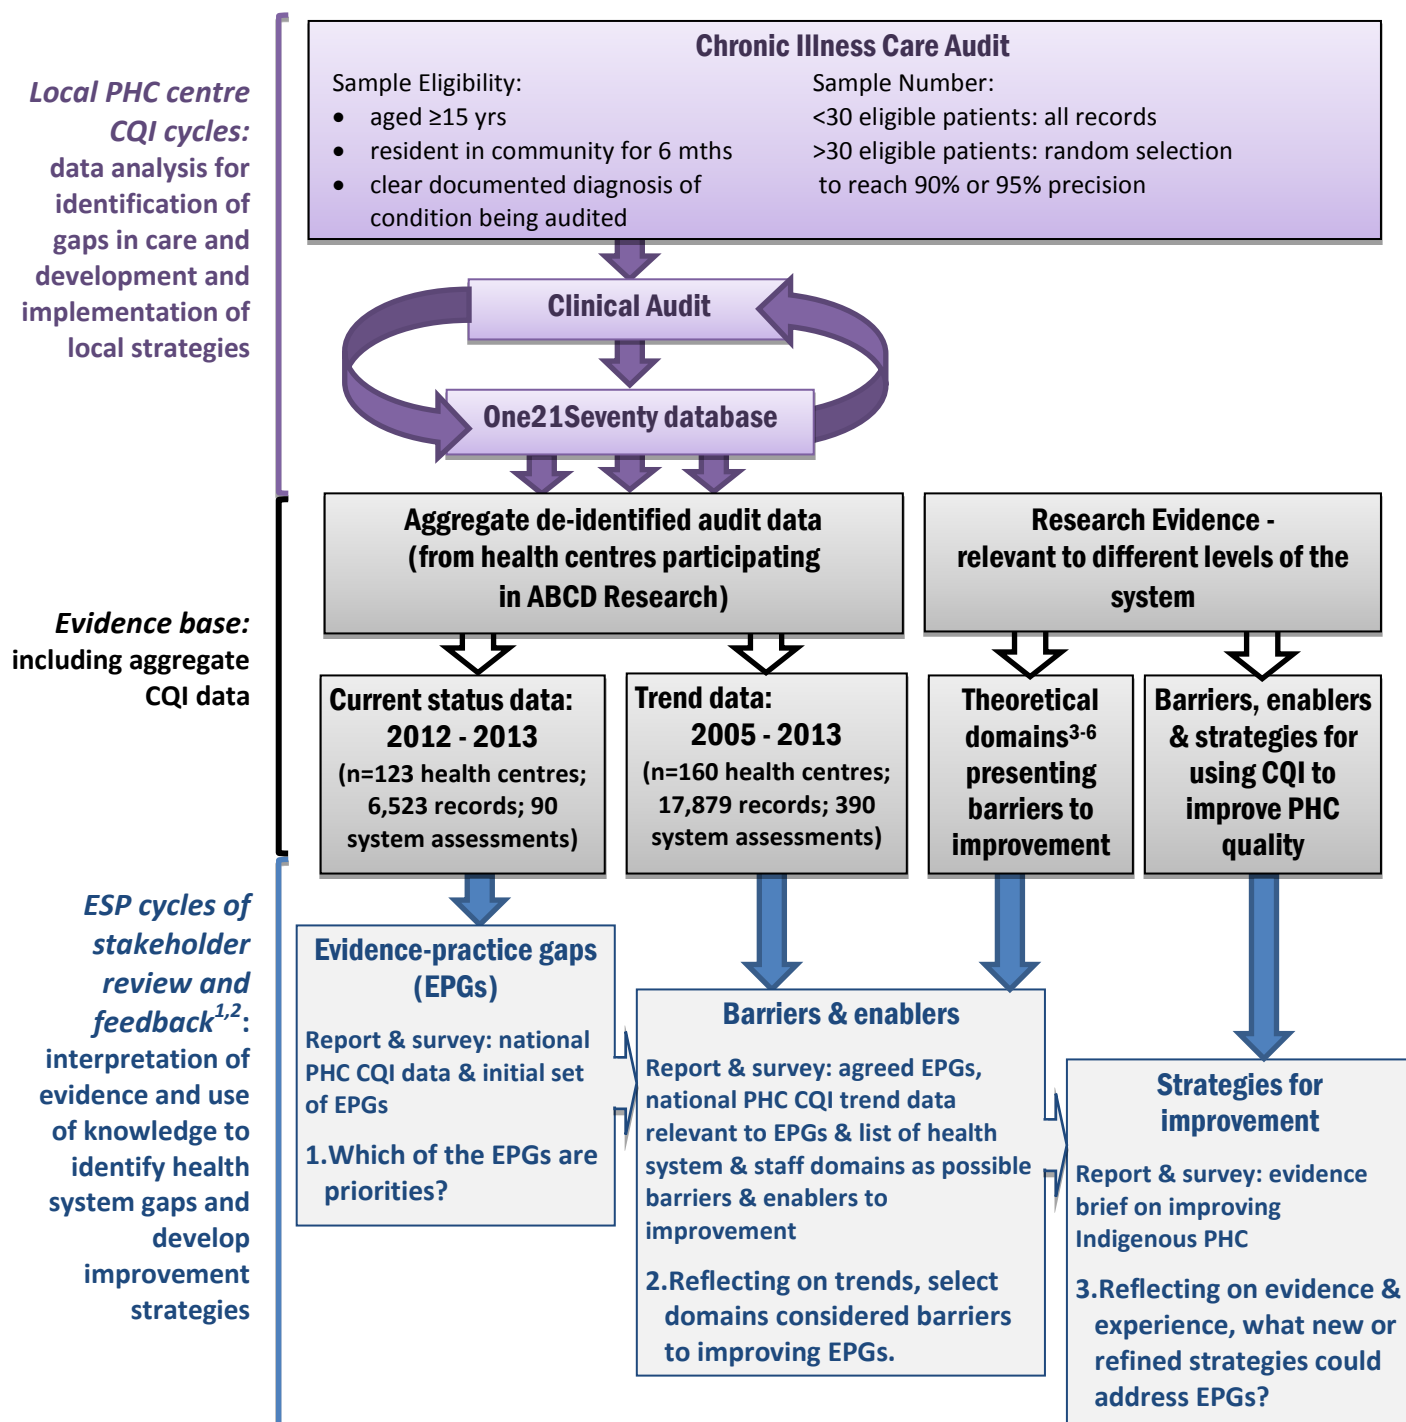 Local PHC centre
CQI cycles:
data analysis for
identification of
gaps in care and
development and
implementation of
local strategies
Chronic Illness Care Audit
Sample Eligibility:
• aged ≥15 yrs
• resident in community for 6 mths
• clear documented diagnosis of
condition being audited
Sample Number:
<30 eligible patients: all records
>30 eligible patients: random selection
to reach 90% or 95% precision
Clinical Audit
One21Seventy database
Evidence base:
including aggregate
CQI data
Aggregate de-identified audit data
(from health centres participating
in ABCD Research)
Research Evidence -
relevant to different levels of the
system
Current status data:
2012 - 2013
(n=123 health centres;
6,523 records; 90
system assessments)
Trend data:
2005 - 2013
(n=160 health centres;
17,879 records; 390
system assessments)
Theoretical
domains3-6
presenting
barriers to
improvement
Barriers, enablers
& strategies for
using CQI to
improve PHC
quality
ESP cycles of
stakeholder
review and
feedback1,2:
interpretation of
evidence and use
of knowledge to
identify health
system gaps and
develop
improvement
strategies
Evidence-practice gaps
(EPGs)
Report & survey: national
PHC CQI data & initial set
of EPGs
1.Which of the EPGs are
priorities?
Barriers & enablers
Report & survey: agreed EPGs,
national PHC CQI trend data
relevant to EPGs & list of health
system & staff domains as possible
barriers & enablers to
improvement
2.Reflecting on trends, select
domains considered barriers
to improving EPGs.
Strategies for
improvement
Report & survey: evidence
brief on improving
Indigenous PHC
3.Reflecting on evidence &
experience, what new or
refined strategies could
address EPGs?